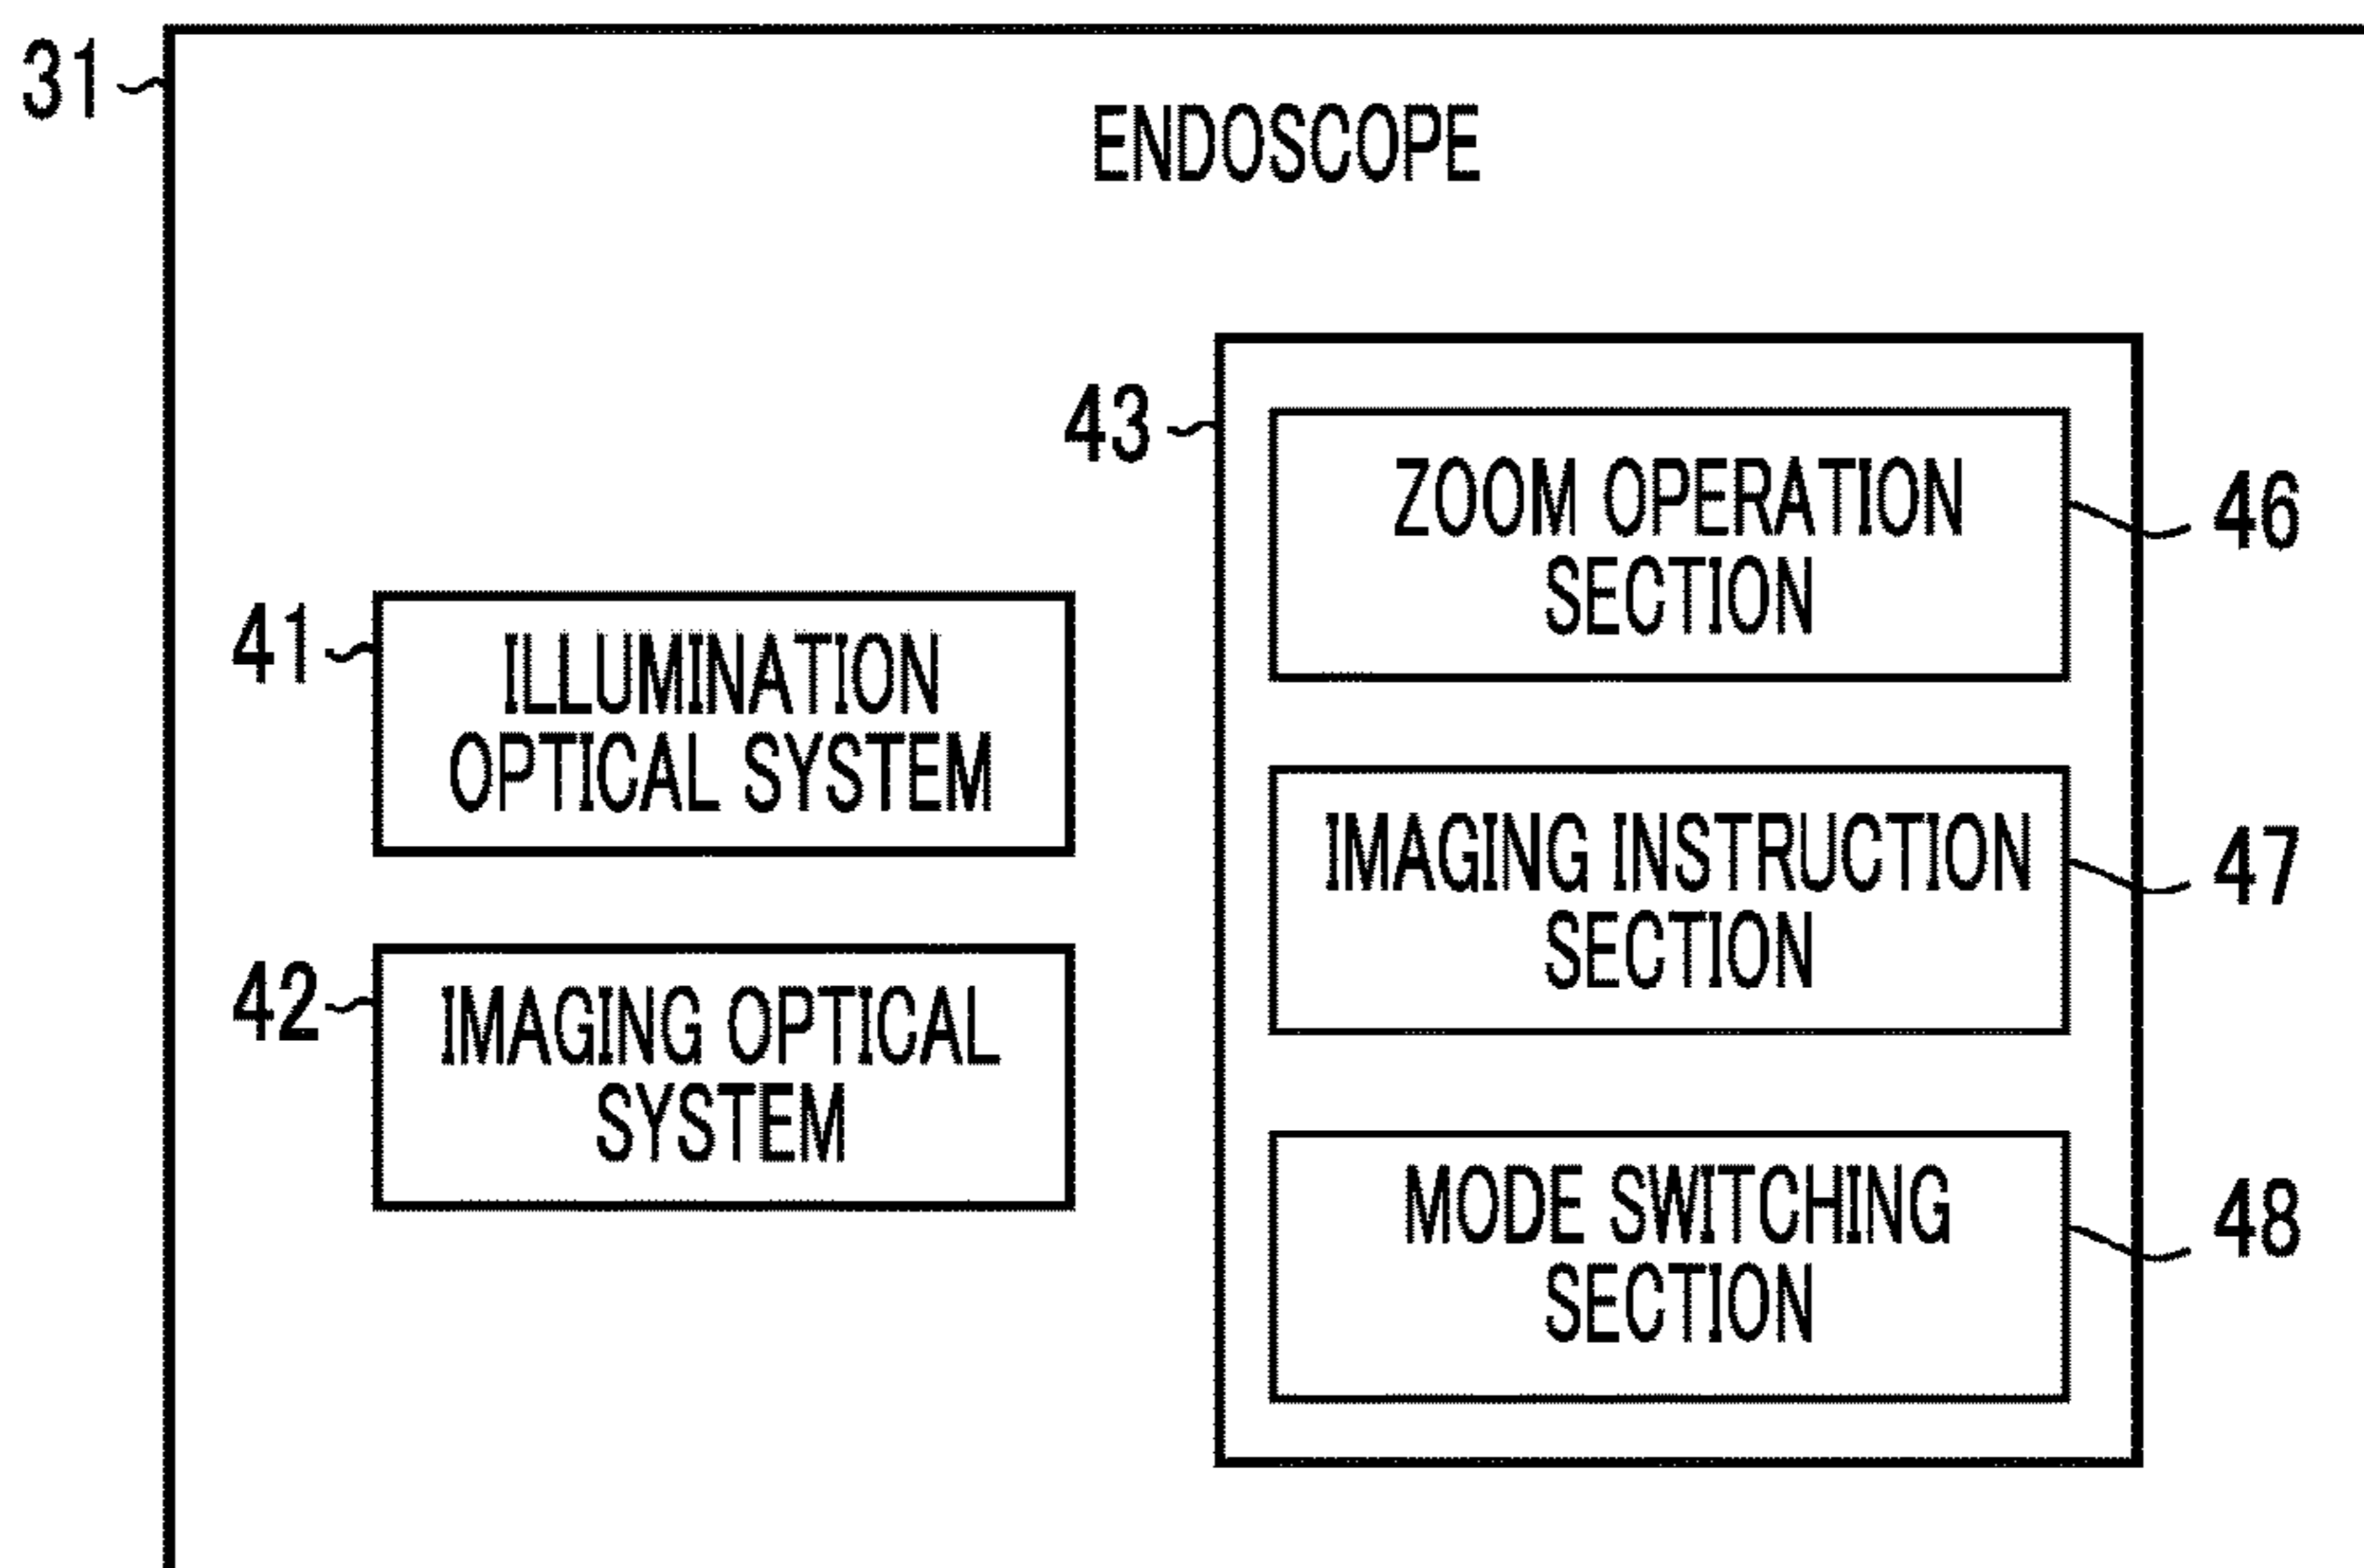 31
ENDOSCOPE
43
ZOOM OPERATION
SECTION
46
41
ILLUMINATION
OPTICAL SYSTEM
IMAGING INSTRUCTION
SECTION
47
42
IMAGING OPTICAL
SYSTEM
MODE SWITCHING
SECTION
48